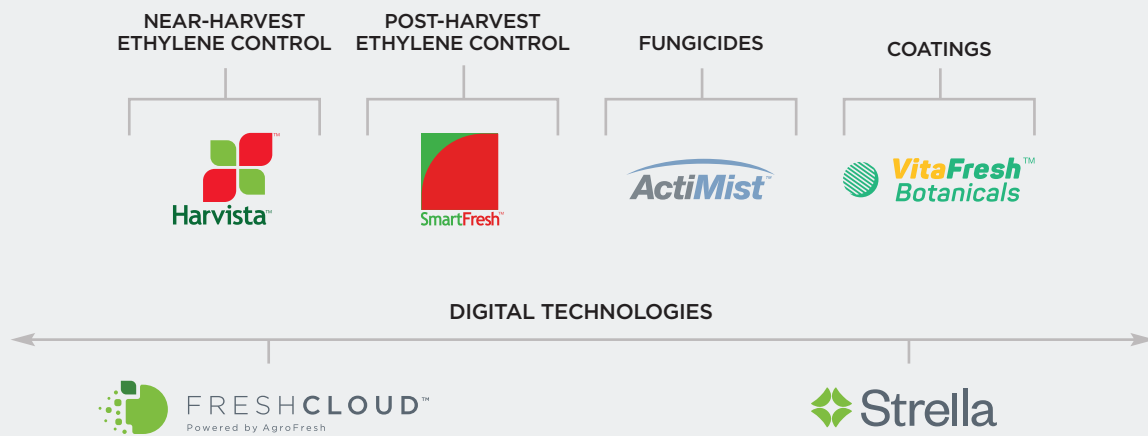 NEAR-HARVEST
ETHYLENE CONTROL
POST-HARVEST
ETHYLENE CONTROL
FUNGICIDES
COATINGS
Harvista™
SmartFresh™
ActiMist™
VitaFresh™
Botanicals
DIGITAL TECHNOLOGIES
FRESHCLOUD™
Powered by AgroFresh
Strella